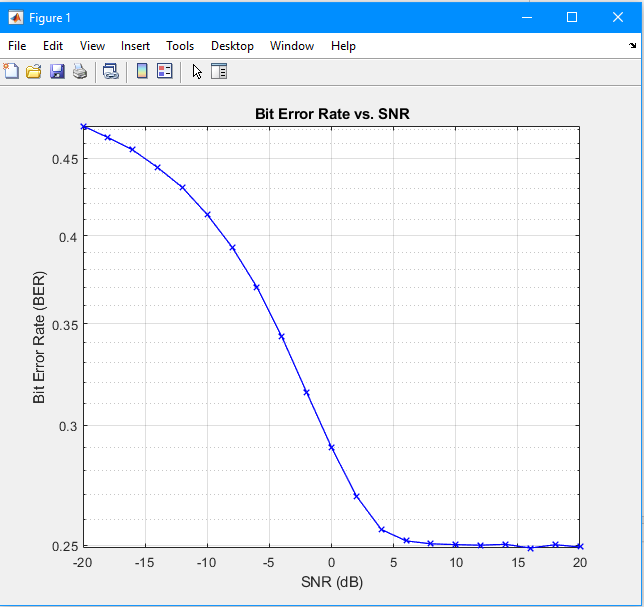 Figure 1
File Edit View Insert Tools Desktop Window Help
Bit Error Rate vs. SNR
Bit Error Rate (BER)
0.45
0.4
0.35
0.3
0.25
-20 -15 -10 -5 0 5 10 15 20
SNR (dB)